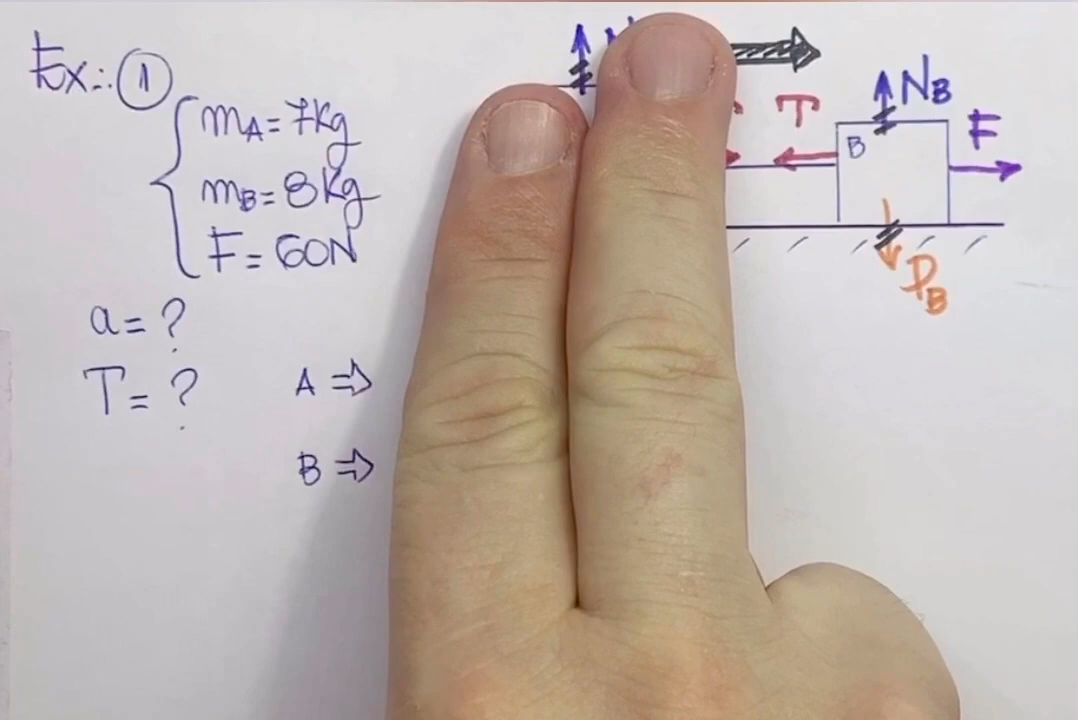 Ex.: 1
mA = 7Kg
mB = 8Kg
F = 60N
a = ?
T = ?
A ⇒
B ⇒
N
T
B
NB
F
PB